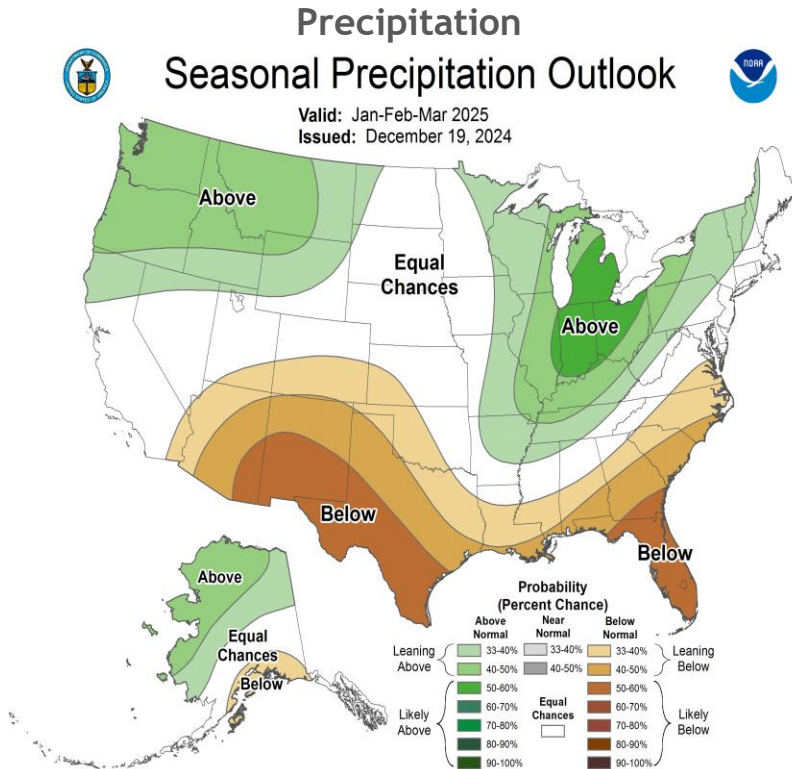 Precipitation
Seasonal Precipitation Outlook
NOAA
Valid: Jan-Feb-Mar 2025
Issued: December 19, 2024
Above
Equal
Chances
Above
Below
Below
Above
Equal
Chances
Below
Probability
(Percent Chance)
Above
Normal
Near
Normal
Below
Normal
Leaning
Above
33-40%
33-40%
33-40%
Leaning
Below
40-50%
40-50%
40-50%
Likely
Above
50-60%
50-60%
60-70%
60-70%
Equal
Chances
70-80%
70-80%
Likely
Below
80-90%
80-90%
90-100%
90-100%